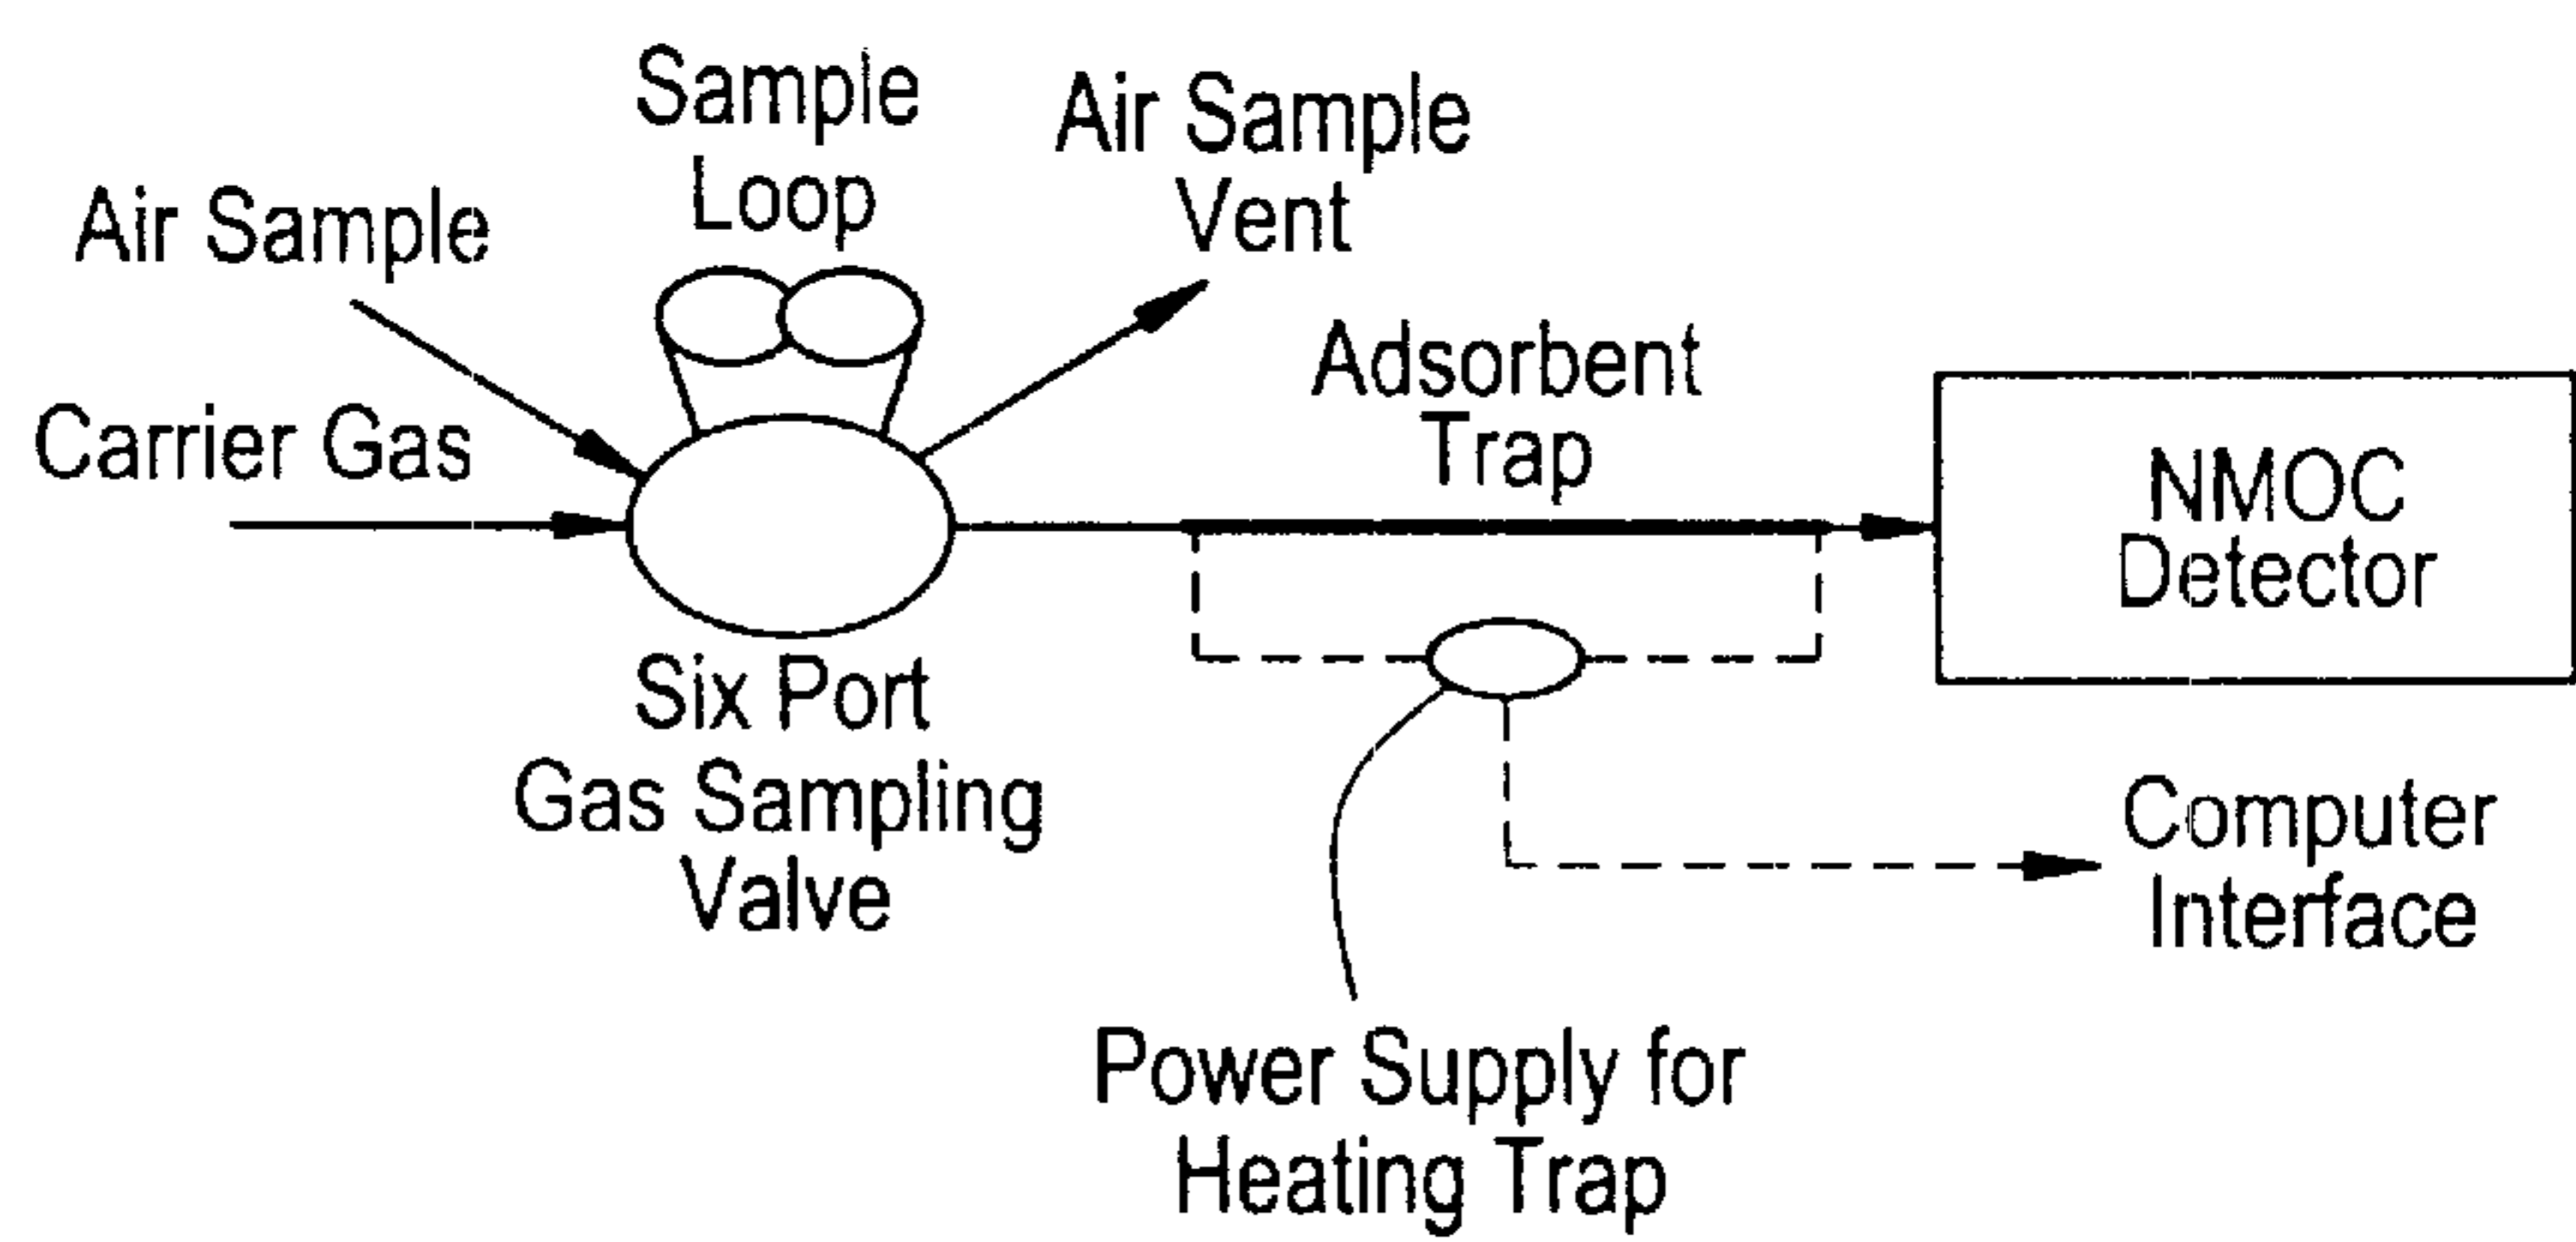 Sample
Loop
Air Sample
Vent
Air Sample
Carrier Gas
Adsorbent
Trap
NMOC
Detector
Six Port
Gas Sampling
Valve
Computer
Interface
Power Supply for
Heating Trap